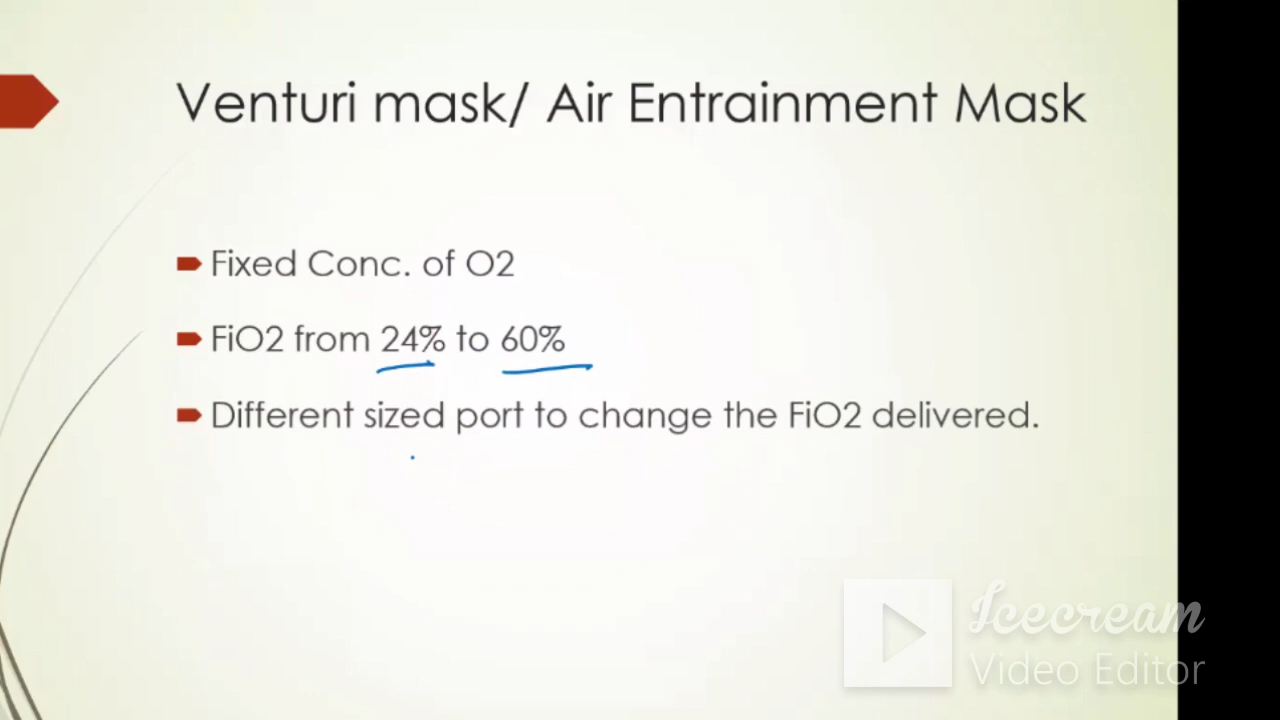 Venturi mask/ Air Entrainment Mask
Fixed Conc. of O2
FiO2 from 24% to 60%
Different sized port to change the FiO2 delivered.
Icecream
Video Editor